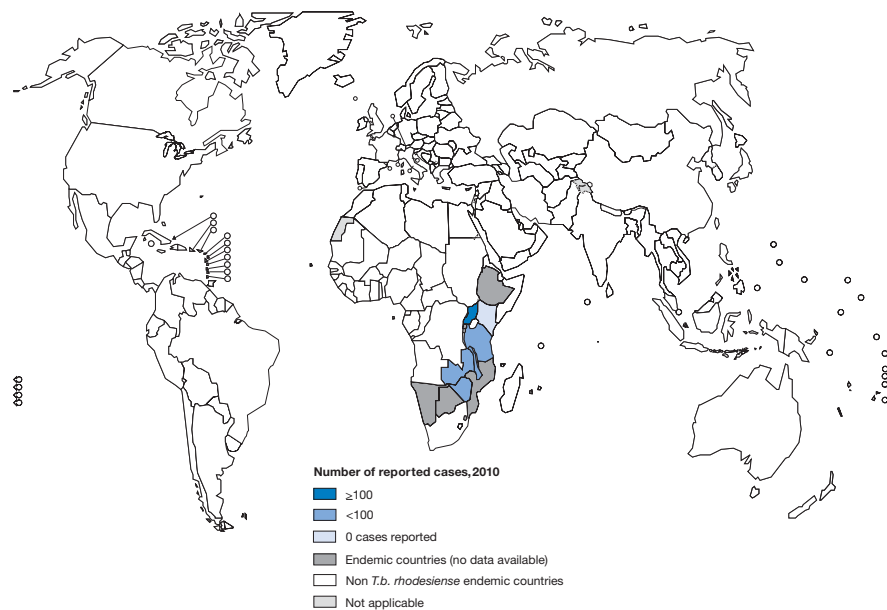 Number of reported cases, 2010
≥100
<100
0 cases reported
Endemic countries (no data available)
Non T.b. rhodesiense endemic countries
Not applicable